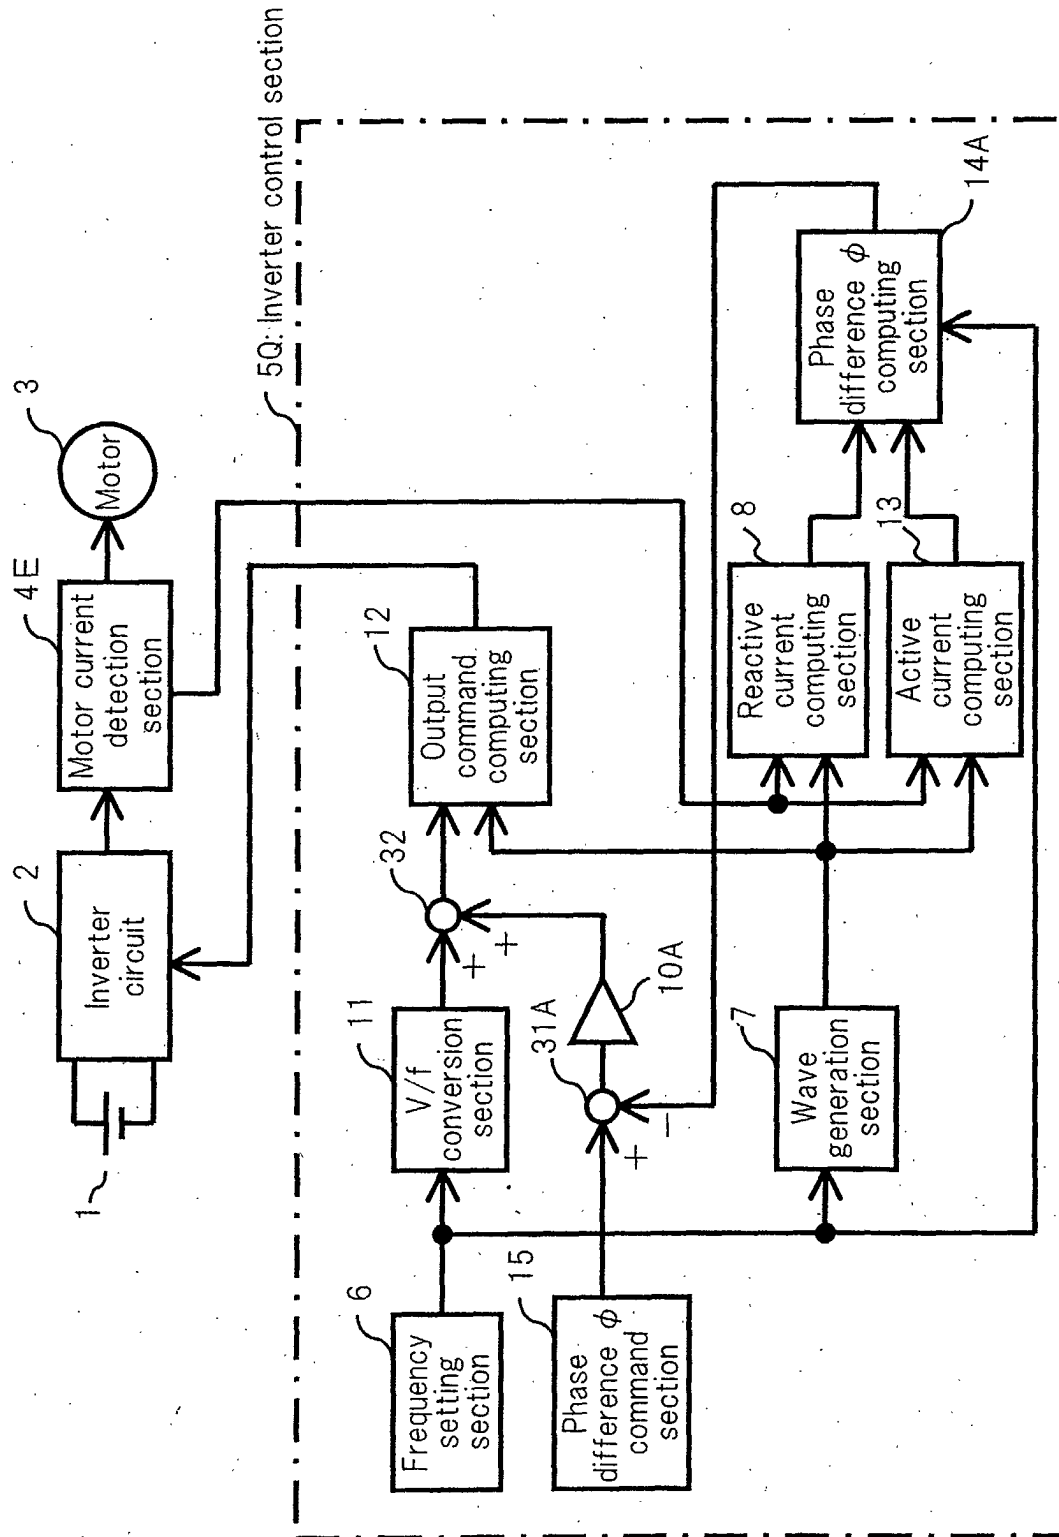 1
2
Inverter
circuit
4E
Motor current
detection
section
3
Motor
5Q: Inverter control section
6
Frequency
setting
section
11
V/f
conversion
section
+
+
32
12
Output
command
computing
section
15
Phase
difference ϕ
command
section
+
−
31A
10A
7
Wave
generation
section
8
Reactive
current
computing
section
13
Active
current
computing
section
Phase
difference ϕ
computing
section
14A